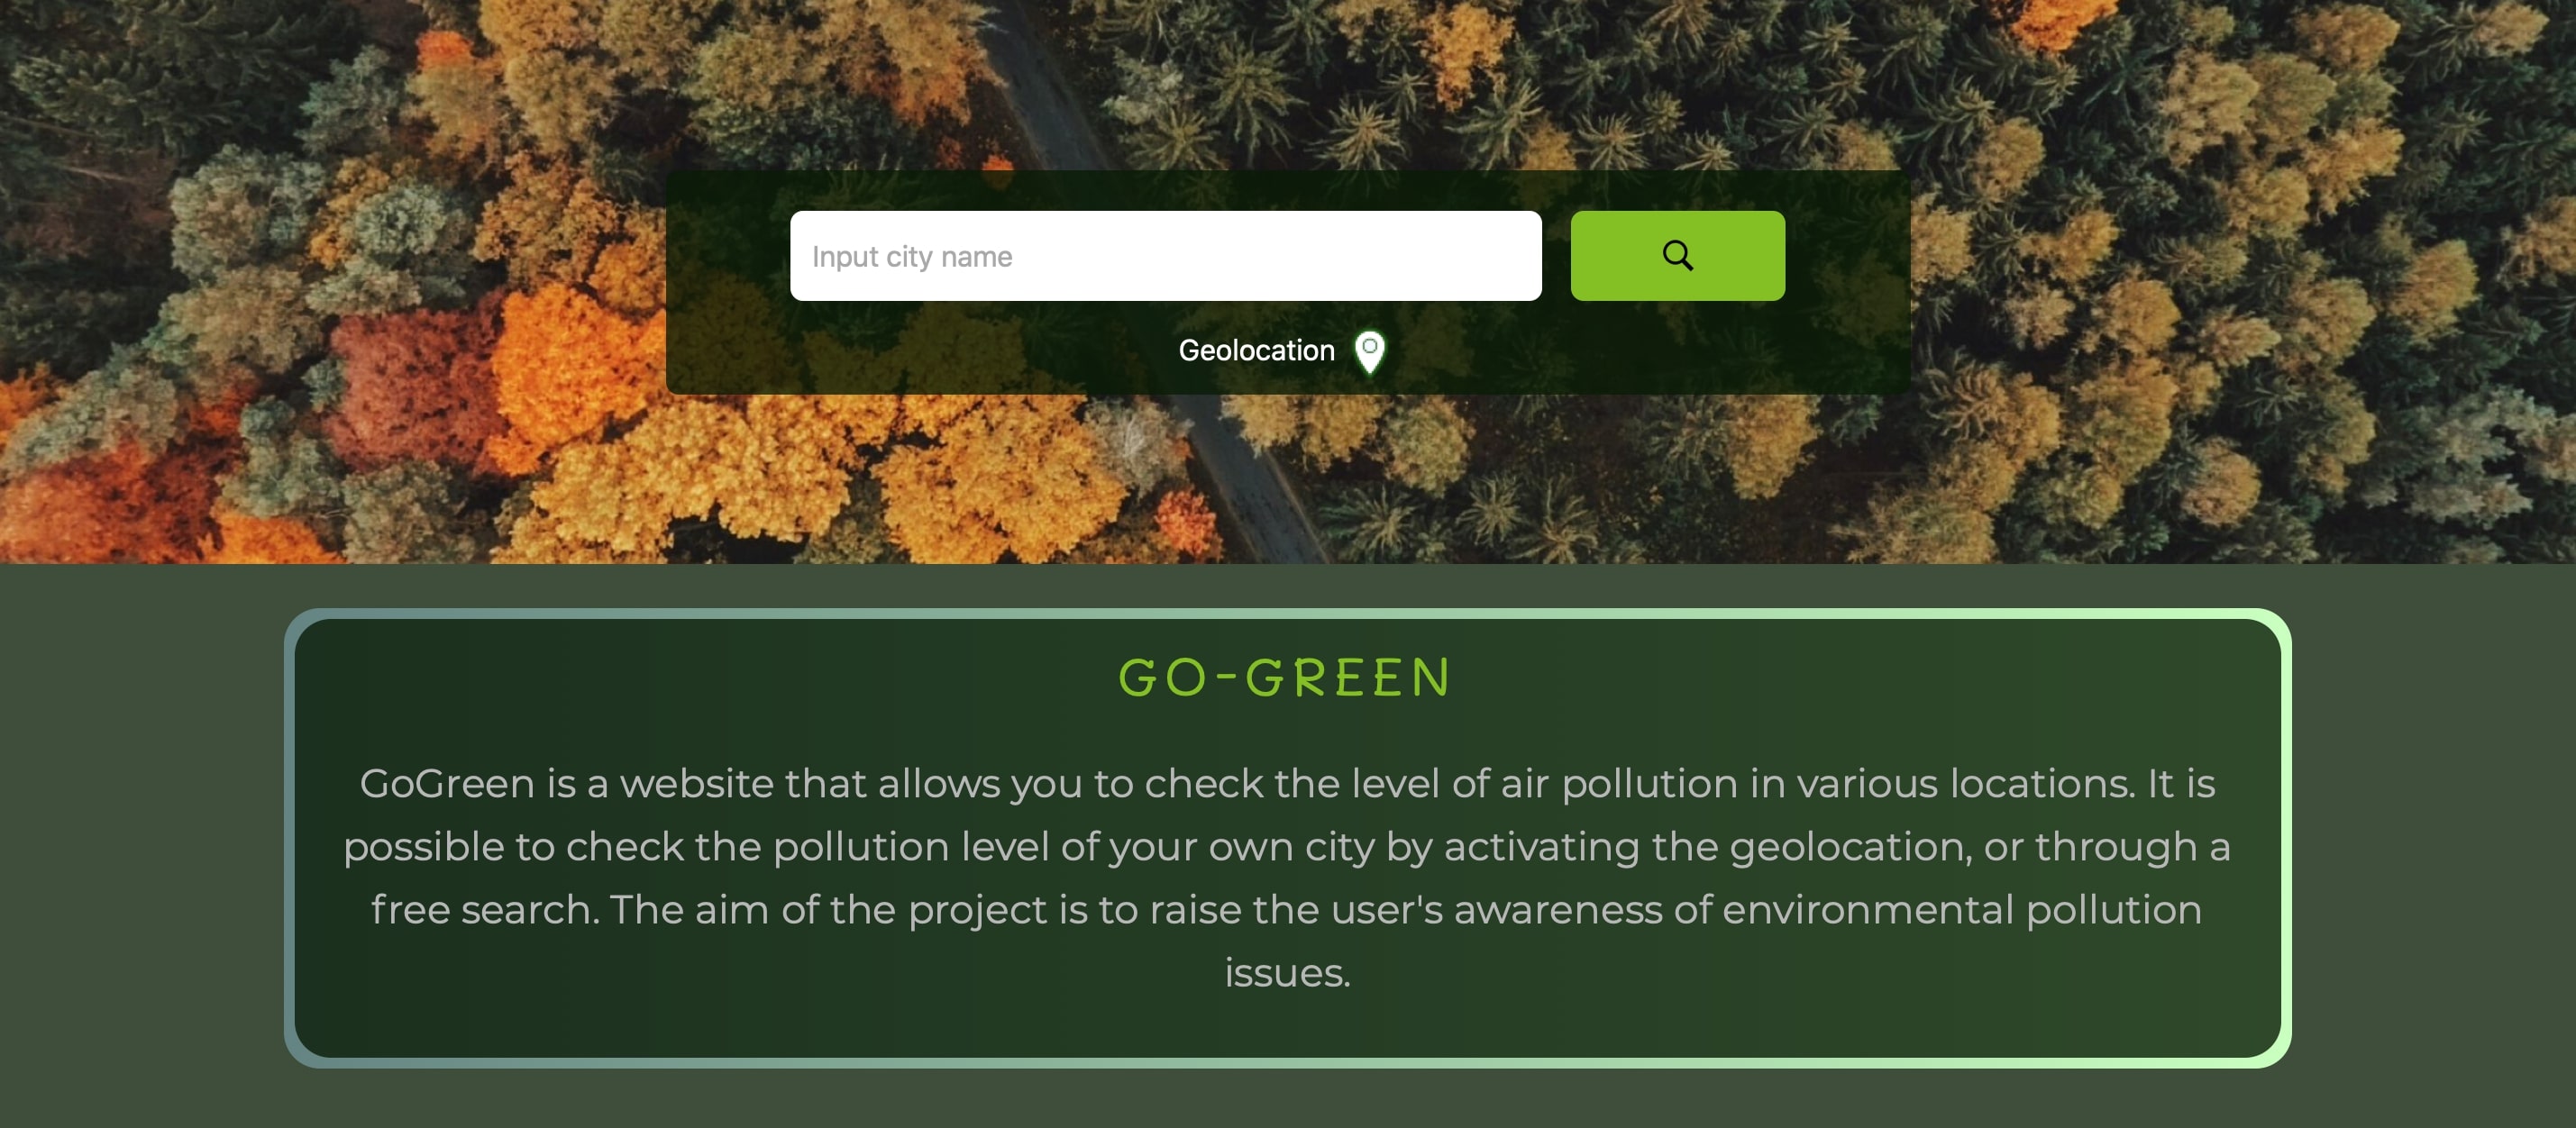 Input city name
Geolocation
GO-GREEN
GoGreen is a website that allows you to check the level of air pollution in various locations. It is
possible to check the pollution level of your own city by activating the geolocation, or through a
free search. The aim of the project is to raise the user's awareness of environmental pollution
issues.